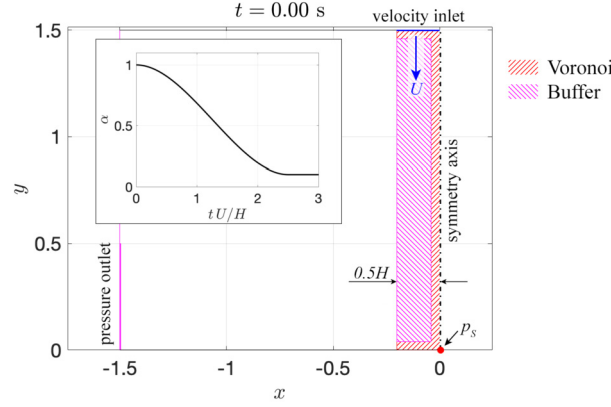 t = 0.00 s
velocity inlet
1.5
1
0.5
0
y
-1.5
-1
-0.5
0
x
1
0.5
0
α
0
1
2
3
t U/H
U
Voronoi
Buffer
symmetry axis
pressure outlet
0.5H
p_S